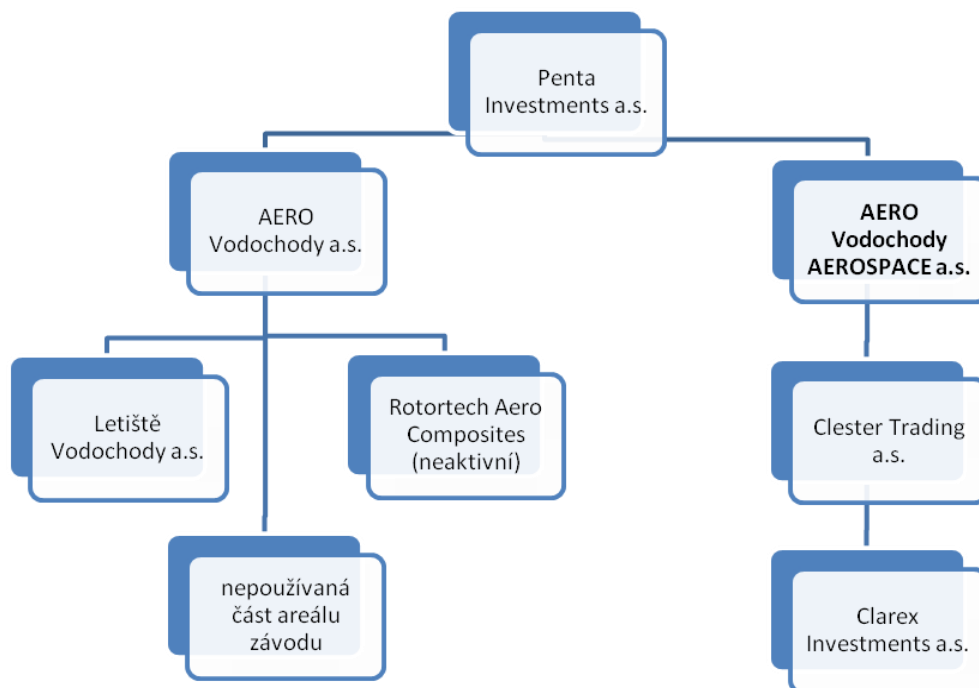 Penta
Investments a.s.
AERO
Vodochody a.s.
AERO
Vodochody
AEROSPACE a.s.
Letiště
Vodochody a.s.
Rotortech Aero
Composites
(neaktivní)
Clester Trading
a.s.
nepoužívaná
část areálu
závodu
Clarex
Investments a.s.